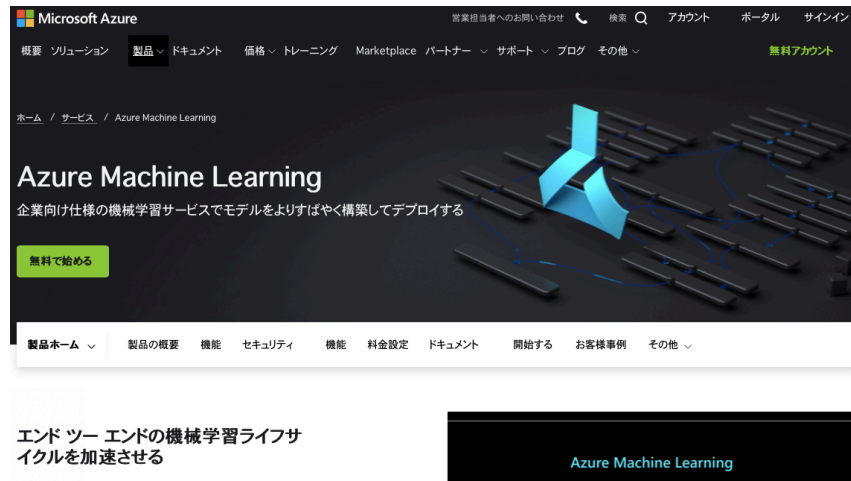 Microsoft Azure
営業担当者へのお問い合わせ 検索 アカウント ポータル サインイン
概要 ソリューション 製品 ドキュメント 価格 トレーニング Marketplace パートナー サポート ブログ その他 無料アカウント
ホーム / サービス / Azure Machine Learning
Azure Machine Learning
企業向け仕様の機械学習サービスでモデルをよりすばやく構築してデプロイする
無料で始める
製品ホーム 製品の概要 機能 セキュリティ 機能 料金設定 ドキュメント 開始する お客様事例 その他
エンド ツー エンドの機械学習ライフサ
イクルを加速させる
Azure Machine Learning